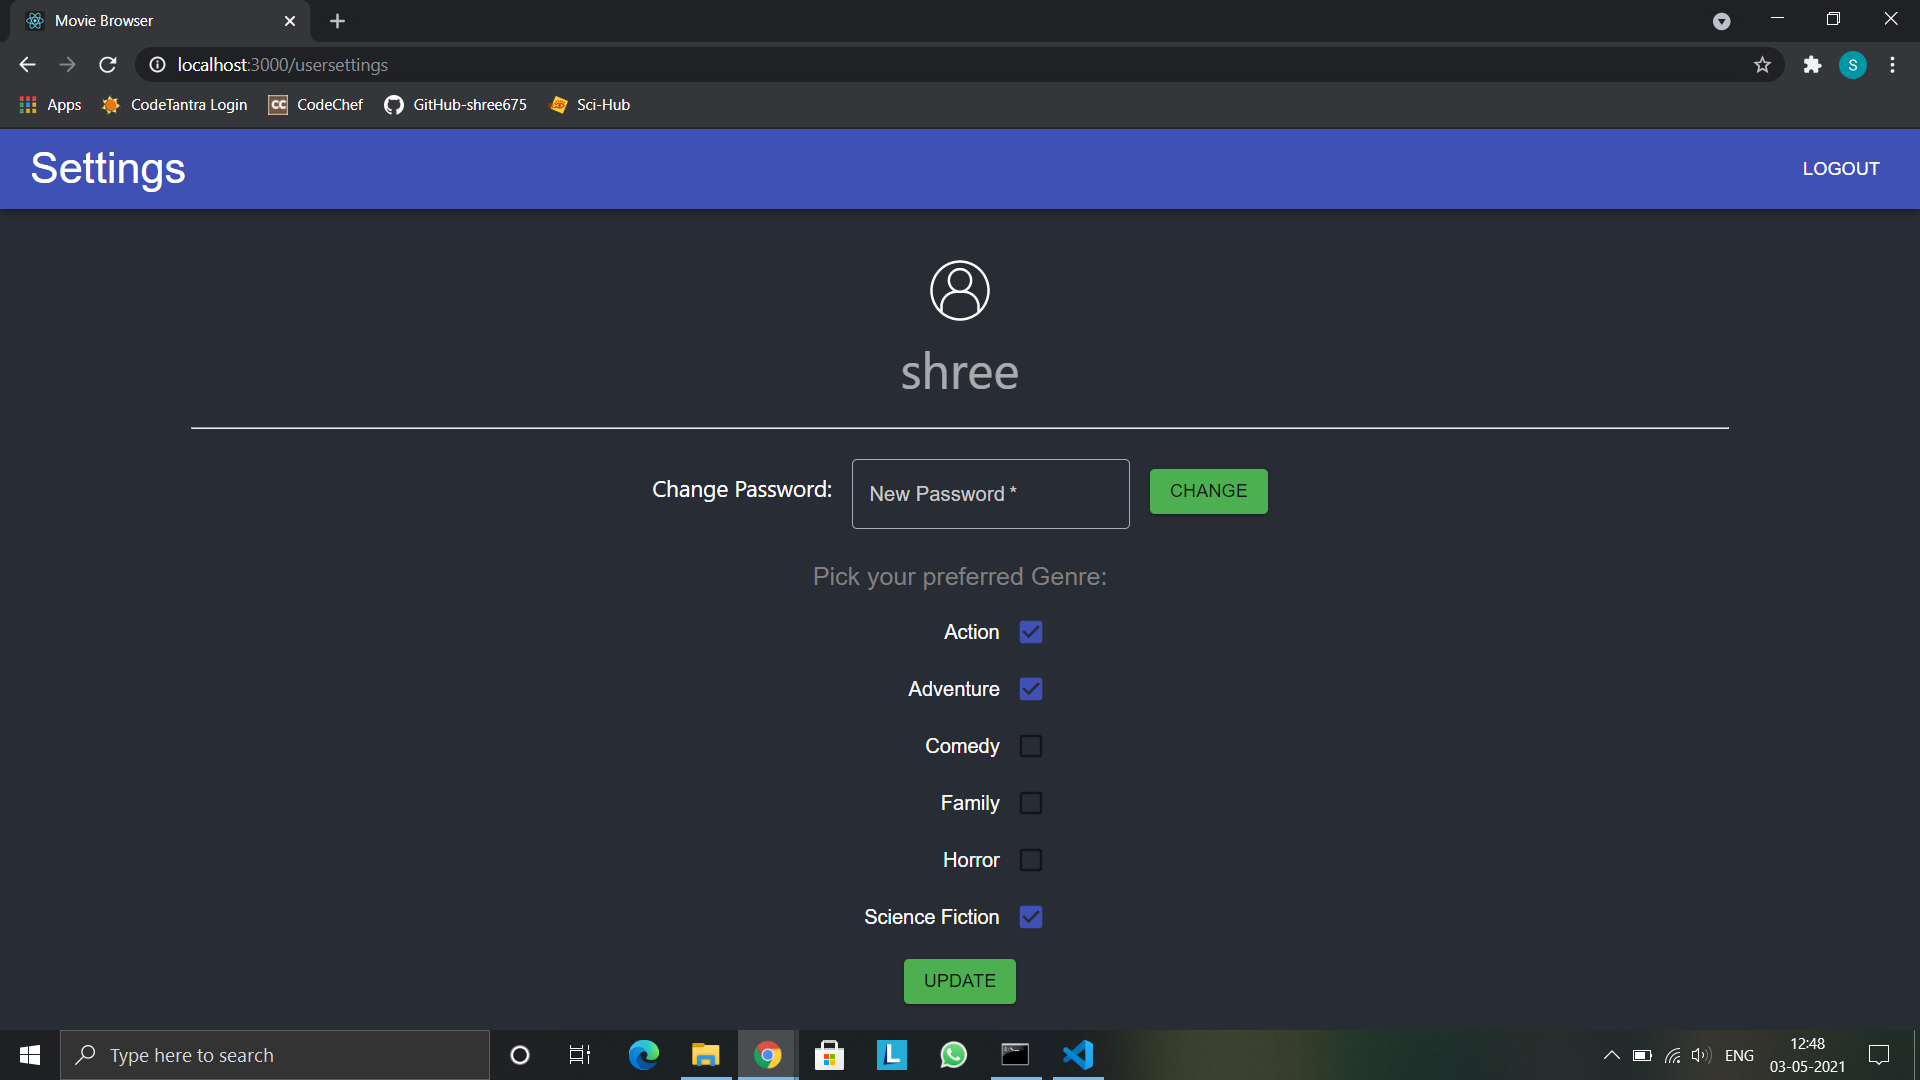 Movie Browser
localhost:3000/usersettings
S
Apps CodeTantra Login CC CodeChef GitHub-shree675 Sci-Hub
Settings LOGOUT
shree
Change Password: New Password * CHANGE
Pick your preferred Genre:
Action
Adventure
Comedy
Family
Horror
Science Fiction
UPDATE
Type here to search L ENG 12:48
03-05-2021